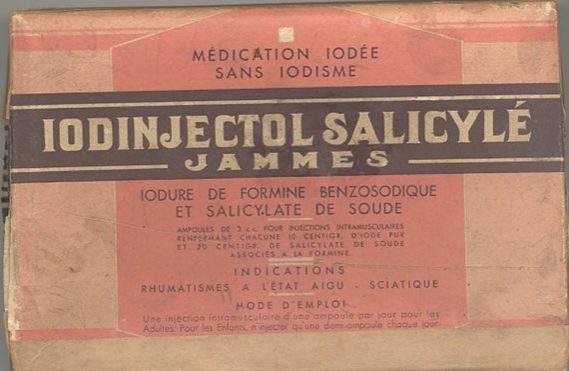 MÉDICATION IODÉE
SANS IODISME
IODINJECTOL SALICYLÉ
JAMMES
IODURE DE FORMINE BENZOSODIQUE
ET SALICYLATE DE SOUDE
AMPOULES DE 3 c.c. POUR INJECTIONS INTRAMUSCULAIRES
RENFERMANT CHACUNE 10 CENTIGR. D'IODE PUR
ET 20 CENTIGR. DE SALICYLATE DE SOUDE
ASSOCIÉS A LA FORMINE.
INDICATIONS
RHUMATISMES A L'ÉTAT AIGU - SCIATIQUE
MODE D'EMPLOI
Une injection intramusculaire d'une ampoule par jour pour les
Adultes. Pour les Enfants, n'injecter qu'une demi-ampoule chaque jour.